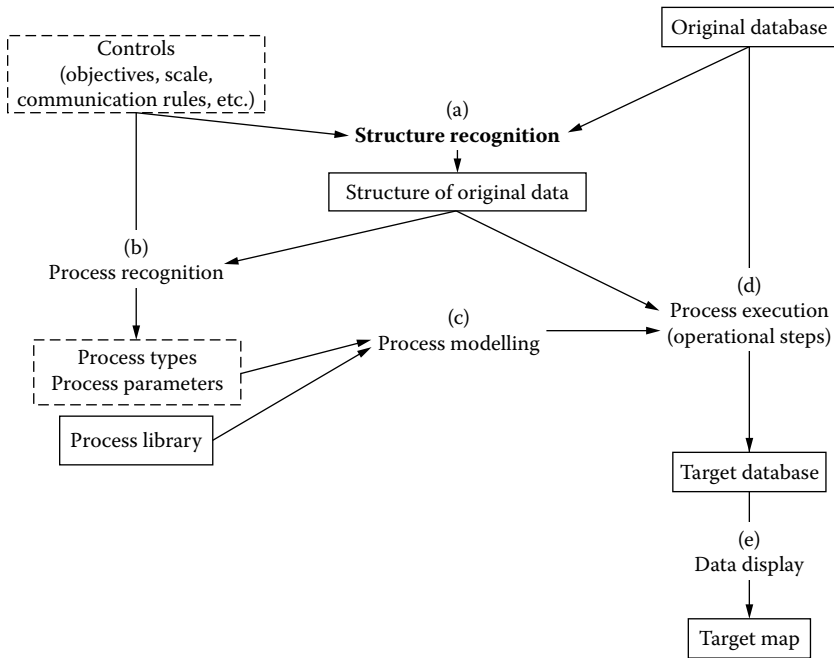 Controls
(objectives, scale,
communication rules, etc.)
Original database
(a)
Structure recognition
Structure of original data
(b)
Process recognition
(c)
Process modelling
(d)
Process execution
(operational steps)
Process types
Process parameters
Process library
Target database
(e)
Data display
Target map